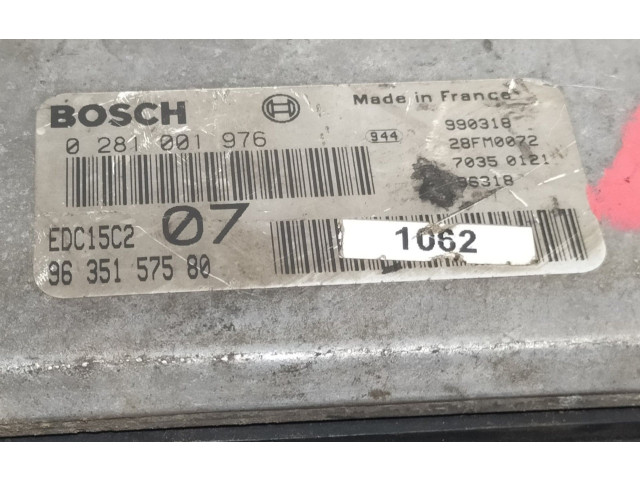 BOSCH
Made in France
0 281 001 976
944
990318
28FM0072
7035 0121
96318
EDC15C2
07
96 351 575 80
1062